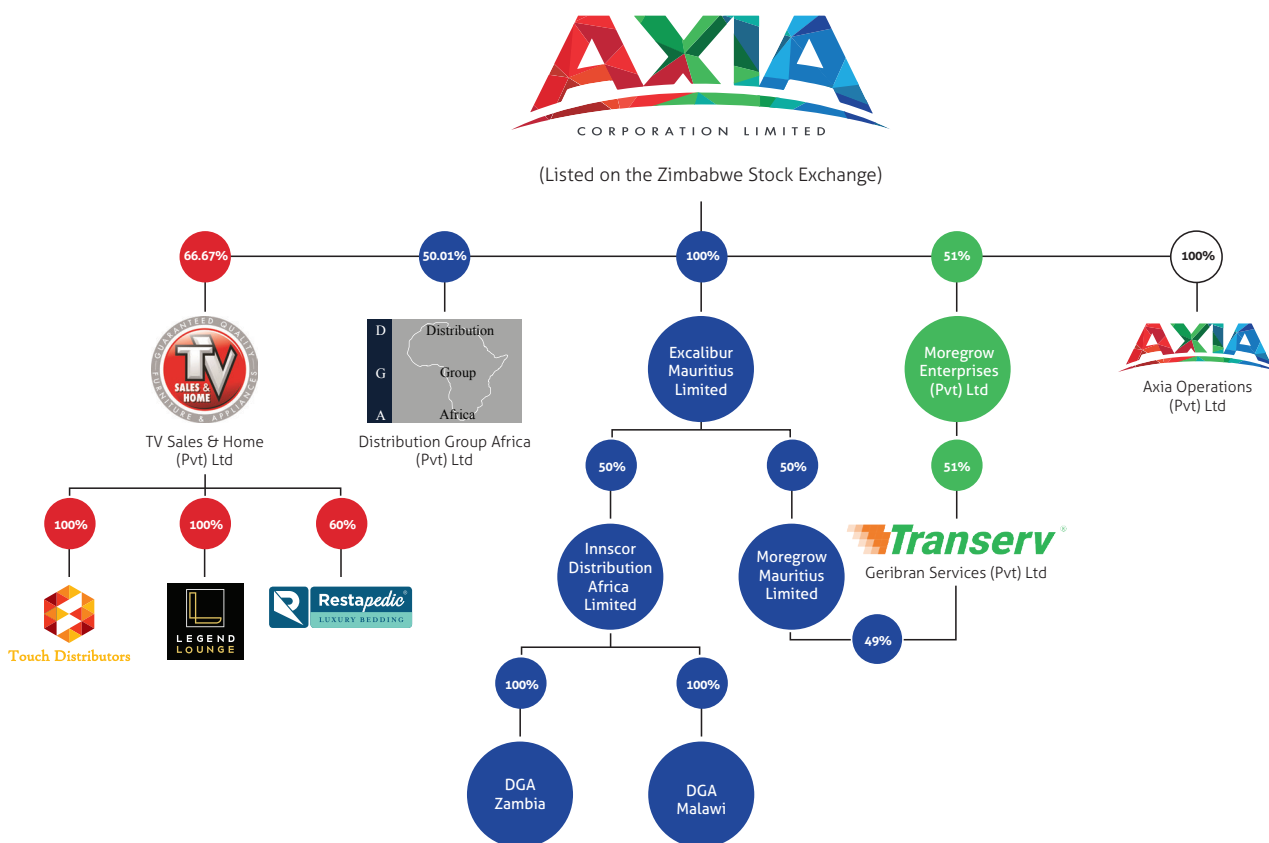 AXIA
CORPORATION LIMITED
(Listed on the Zimbabwe Stock Exchange)
66.67%
50.01%
100%
51%
100%
GUARANTEED QUALITY
TV
SALES &
HOME
FURNITURE & APPLIANCES
TV Sales & Home
(Pvt) Ltd
D Distribution
G Group
A Africa
Distribution Group Africa
(Pvt) Ltd
Excalibur
Mauritius
Limited
Moregrow
Enterprises
(Pvt) Ltd
AXIA
Axia Operations
(Pvt) Ltd
50%
50%
51%
100%
100%
60%
Touch Distributors
L
LEGEND
LOUNGE
R
Restapedic®
LUXURY BEDDING
Innscor
Distribution
Africa
Limited
Moregrow
Mauritius
Limited
Transerv®
Geribran Services (Pvt) Ltd
49%
100%
100%
DGA
Zambia
DGA
Malawi